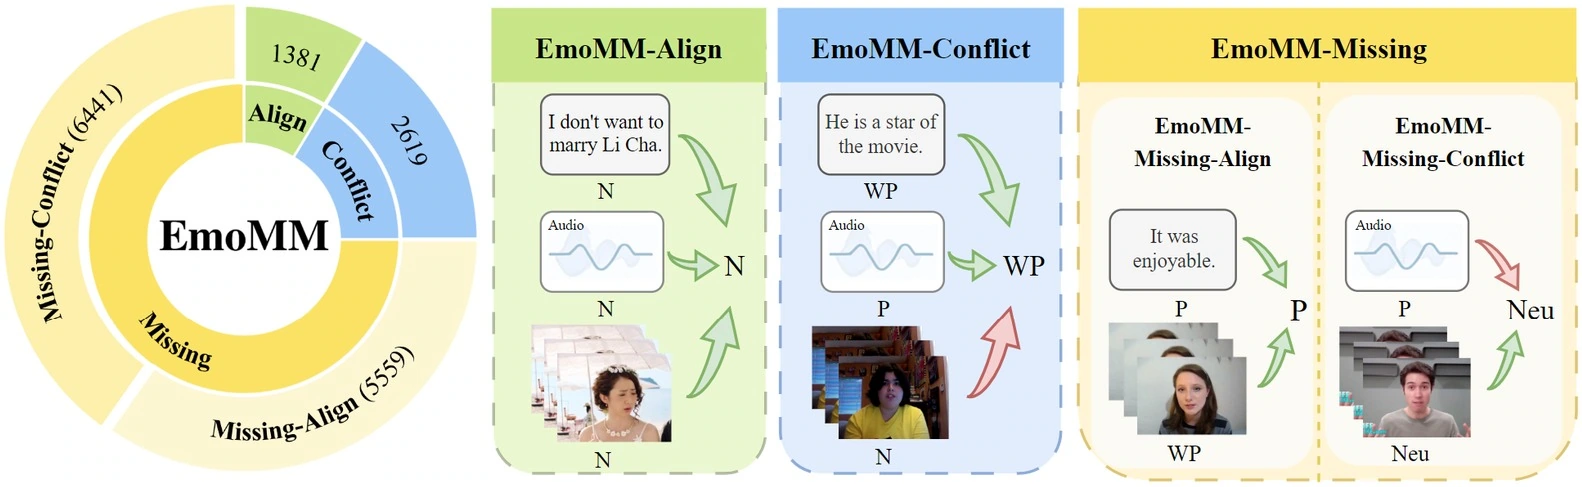 1381
2619
Missing-Conflict (6441)
Align
Conflict
EmoMM
Missing
Missing-Align (5559)
EmoMM-Align
I don't want to
marry Li Cha.
N
Audio
N
N
N
EmoMM-Conflict
He is a star of
the movie.
WP
Audio
P
WP
N
EmoMM-Missing
EmoMM-
Missing-Align
It was
enjoyable.
P
P
WP
EmoMM-
Missing-Conflict
Audio
P
Neu
Neu